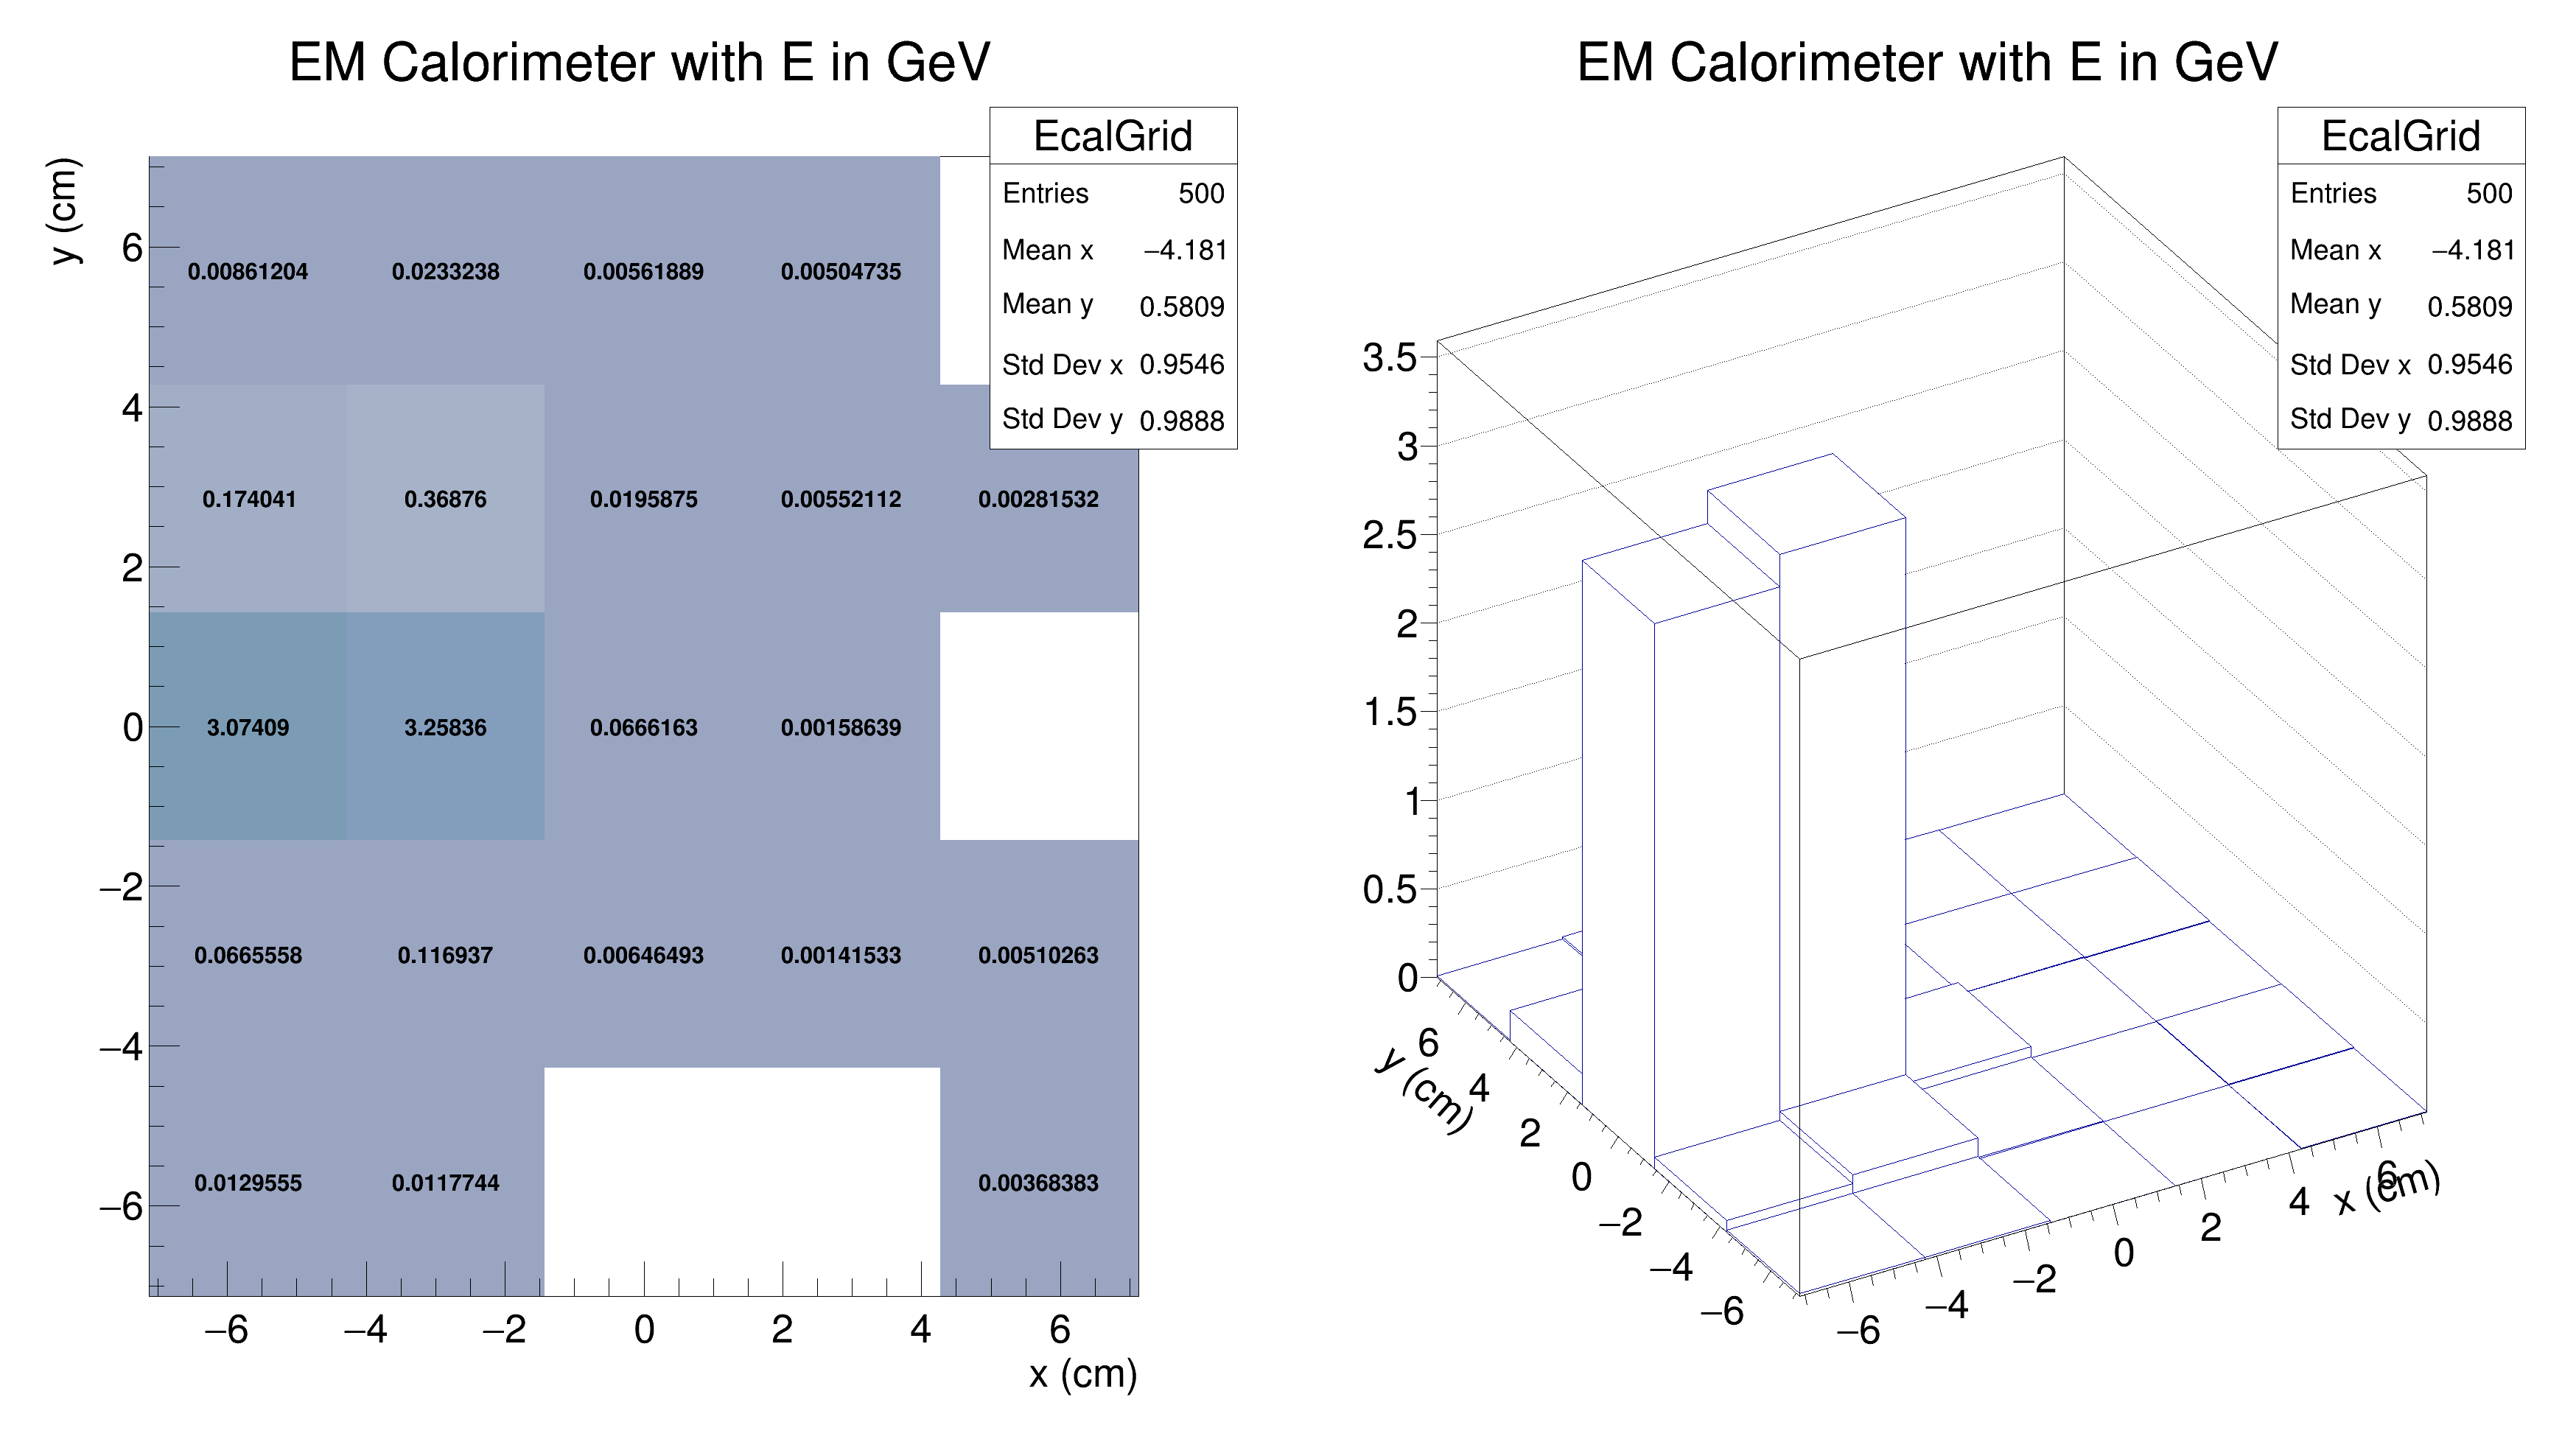 EM Calorimeter with E in GeV
EcalGrid
Entries 500
Mean x −4.181
Mean y 0.5809
Std Dev x 0.9546
Std Dev y 0.9888
y (cm)
6
4
2
0
−2
−4
−6
0.00861204 0.0233238 0.00561889 0.00504735
0.174041 0.36876 0.0195875 0.00552112 0.00281532
3.07409 3.25836 0.0666163 0.00158639
0.0665558 0.116937 0.00646493 0.00141533 0.00510263
0.0129555 0.0117744 0.00368383
−6 −4 −2 0 2 4 6
x (cm)
EM Calorimeter with E in GeV
EcalGrid
Entries 500
Mean x −4.181
Mean y 0.5809
Std Dev x 0.9546
Std Dev y 0.9888
3.5
3
2.5
2
1.5
1
0.5
0
6
4
2
0
−2
−4
−6
y (cm)
−6 −4 −2 0 2 4 6
x (cm)